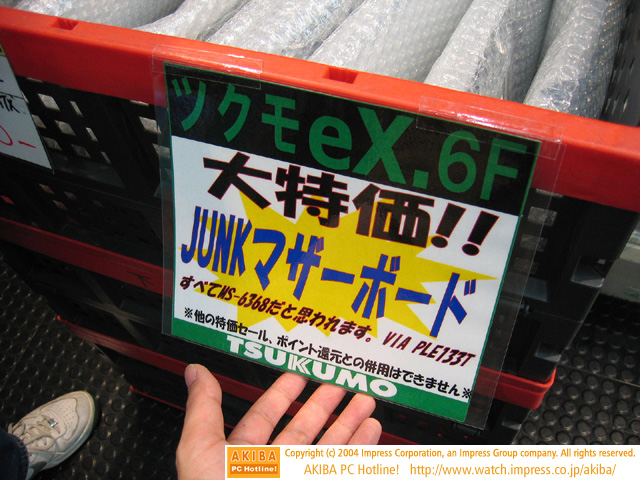 ツクモeX.6F
大特価!!
JUNKマザーボード
すべてMS-6368だと思われます。 VIA PLE133T
※他の特価セール、ポイント還元との併用はできません※
TSUKUMO
AKIBA
PC Hotline!
Copyright (c) 2004 Impress Corporation, an Impress Group company. All rights reserved.
AKIBA PC Hotline! http://www.watch.impress.co.jp/akiba/